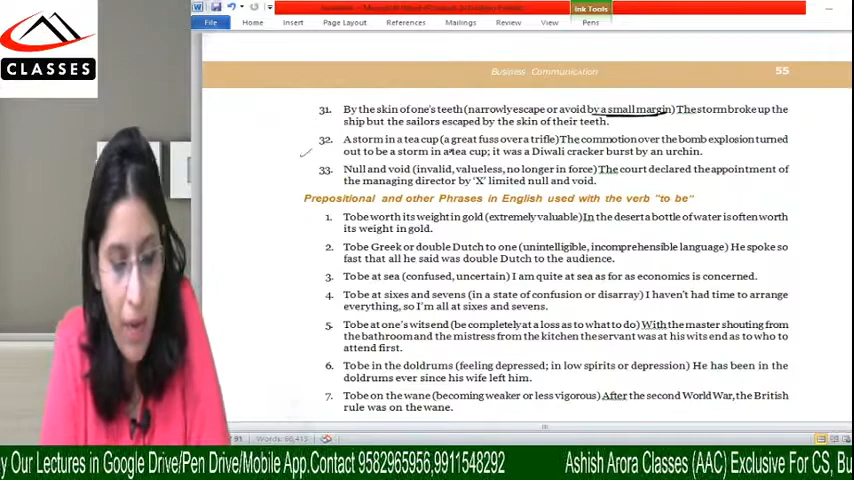 CLASSES
Ink Tools
File Home Insert Page Layout References Mailings Review View Pens
Business Communication 55
31. By the skin of one's teeth (narrowly escape or avoid by a small margin) The storm broke up the
ship but the sailors escaped by the skin of their teeth.
32. A storm in a tea cup (a great fuss over a trifle) The commotion over the bomb explosion turned
out to be a storm in a tea cup; it was a Diwali cracker burst by an urchin.
33. Null and void (invalid, valueless, no longer in force) The court declared the appointment of
the managing director by 'X' limited null and void.
Prepositional and other Phrases in English used with the verb "to be"
1. To be worth its weight in gold (extremely valuable) In the desert a bottle of water is often worth
its weight in gold.
2. To be Greek or double Dutch to one (unintelligible, incomprehensible language) He spoke so
fast that all he said was double Dutch to the audience.
3. To be at sea (confused, uncertain) I am quite at sea as for as economics is concerned.
4. To be at sixes and sevens (in a state of confusion or disarray) I haven't had time to arrange
everything, so I'm all at sixes and sevens.
5. To be at one's wits end (be completely at a loss as to what to do) With the master shouting from
the bathroom and the mistress from the kitchen the servant was at his wits end as to who to
attend first.
6. To be in the doldrums (feeling depressed; in low spirits or depression) He has been in the
doldrums ever since his wife left him.
7. To be on the wane (becoming weaker or less vigorous) After the second World War, the British
rule was on the wane.
Words: 66,413
y Our Lectures in Google Drive/Pen Drive/Mobile App.Contact 9582965956,9911548292 Ashish Arora Classes (AAC) Exclusive For CS, Bu